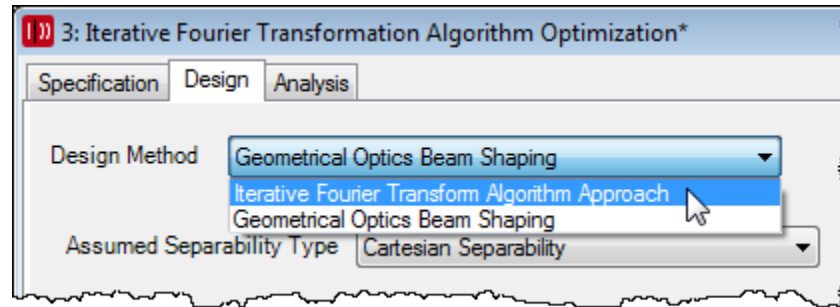 3: Iterative Fourier Transformation Algorithm Optimization*
Specification Design Analysis
Design Method Geometrical Optics Beam Shaping
Iterative Fourier Transform Algorithm Approach
Geometrical Optics Beam Shaping
Assumed Separability Type Cartesian Separability